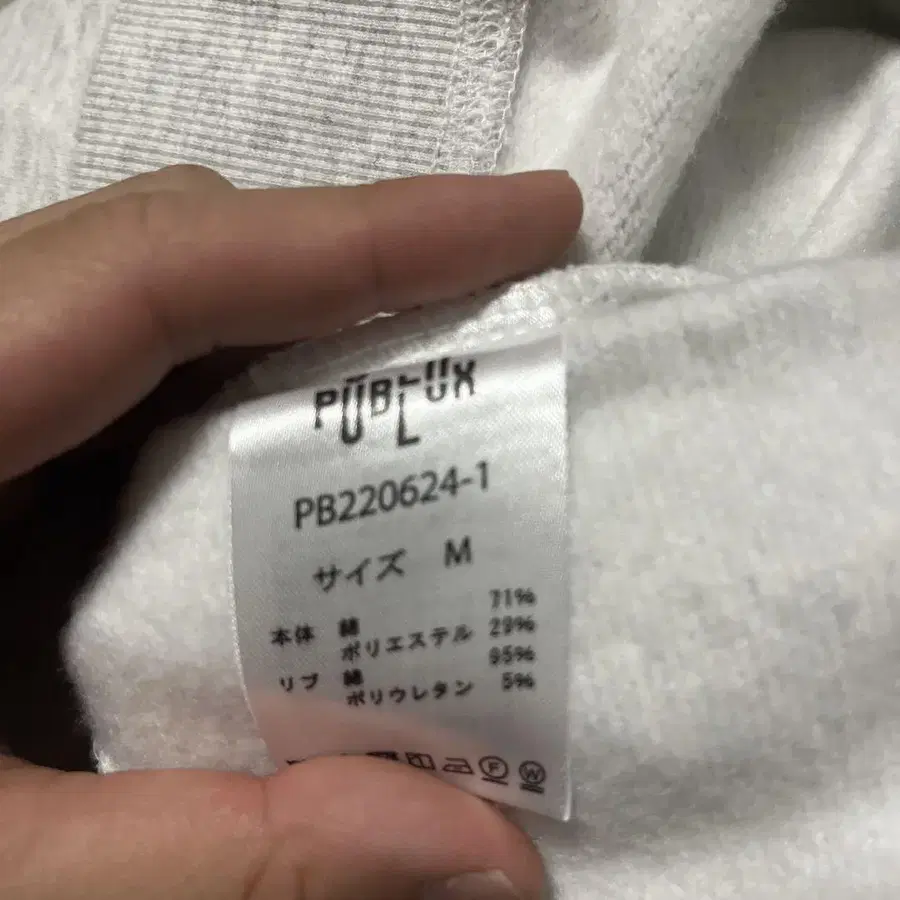 PŪBLUX
PB220624-1
サイズ M
71%
本体 綿
ポリエステル 29%
95%
リブ 綿
ポリウレタン 5%
F W